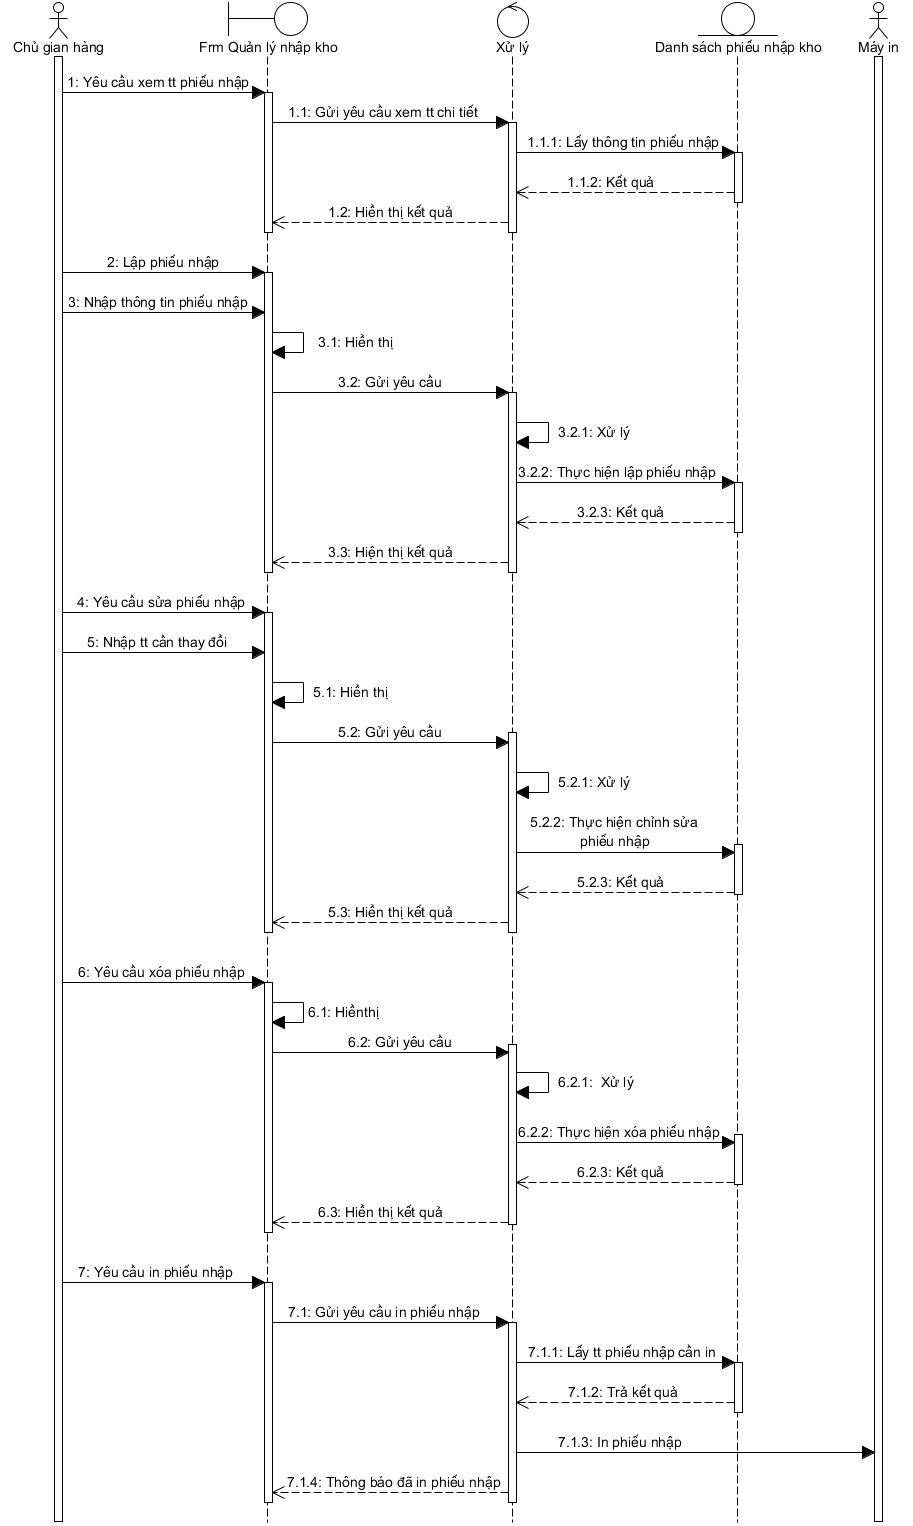 Chủ gian hàng
Frm Quản lý nhập kho
Xử lý
Danh sách phiếu nhập kho
Máy in
1: Yêu cầu xem tt phiếu nhập
1.1: Gửi yêu cầu xem tt chi tiết
1.1.1: Lấy thông tin phiếu nhập
1.1.2: Kết quả
1.2: Hiển thị kết quả
2: Lập phiếu nhập
3: Nhập thông tin phiếu nhập
3.1: Hiển thị
3.2: Gửi yêu cầu
3.2.1: Xử lý
3.2.2: Thực hiện lập phiếu nhập
3.2.3: Kết quả
3.3: Hiện thị kết quả
4: Yêu cầu sửa phiếu nhập
5: Nhập tt cần thay đổi
5.1: Hiển thị
5.2: Gửi yêu cầu
5.2.1: Xử lý
5.2.2: Thực hiện chỉnh sửa
phiếu nhập
5.2.3: Kết quả
5.3: Hiển thị kết quả
6: Yêu cầu xóa phiếu nhập
6.1: Hiểnthị
6.2: Gửi yêu cầu
6.2.1:  Xử lý
6.2.2: Thực hiện xóa phiếu nhập
6.2.3: Kết quả
6.3: Hiển thị kết quả
7: Yêu cầu in phiếu nhập
7.1: Gửi yêu cầu in phiếu nhập
7.1.1: Lấy tt phiếu nhập cần in
7.1.2: Trả kết quả
7.1.3: In phiếu nhập
7.1.4: Thông báo đã in phiếu nhập